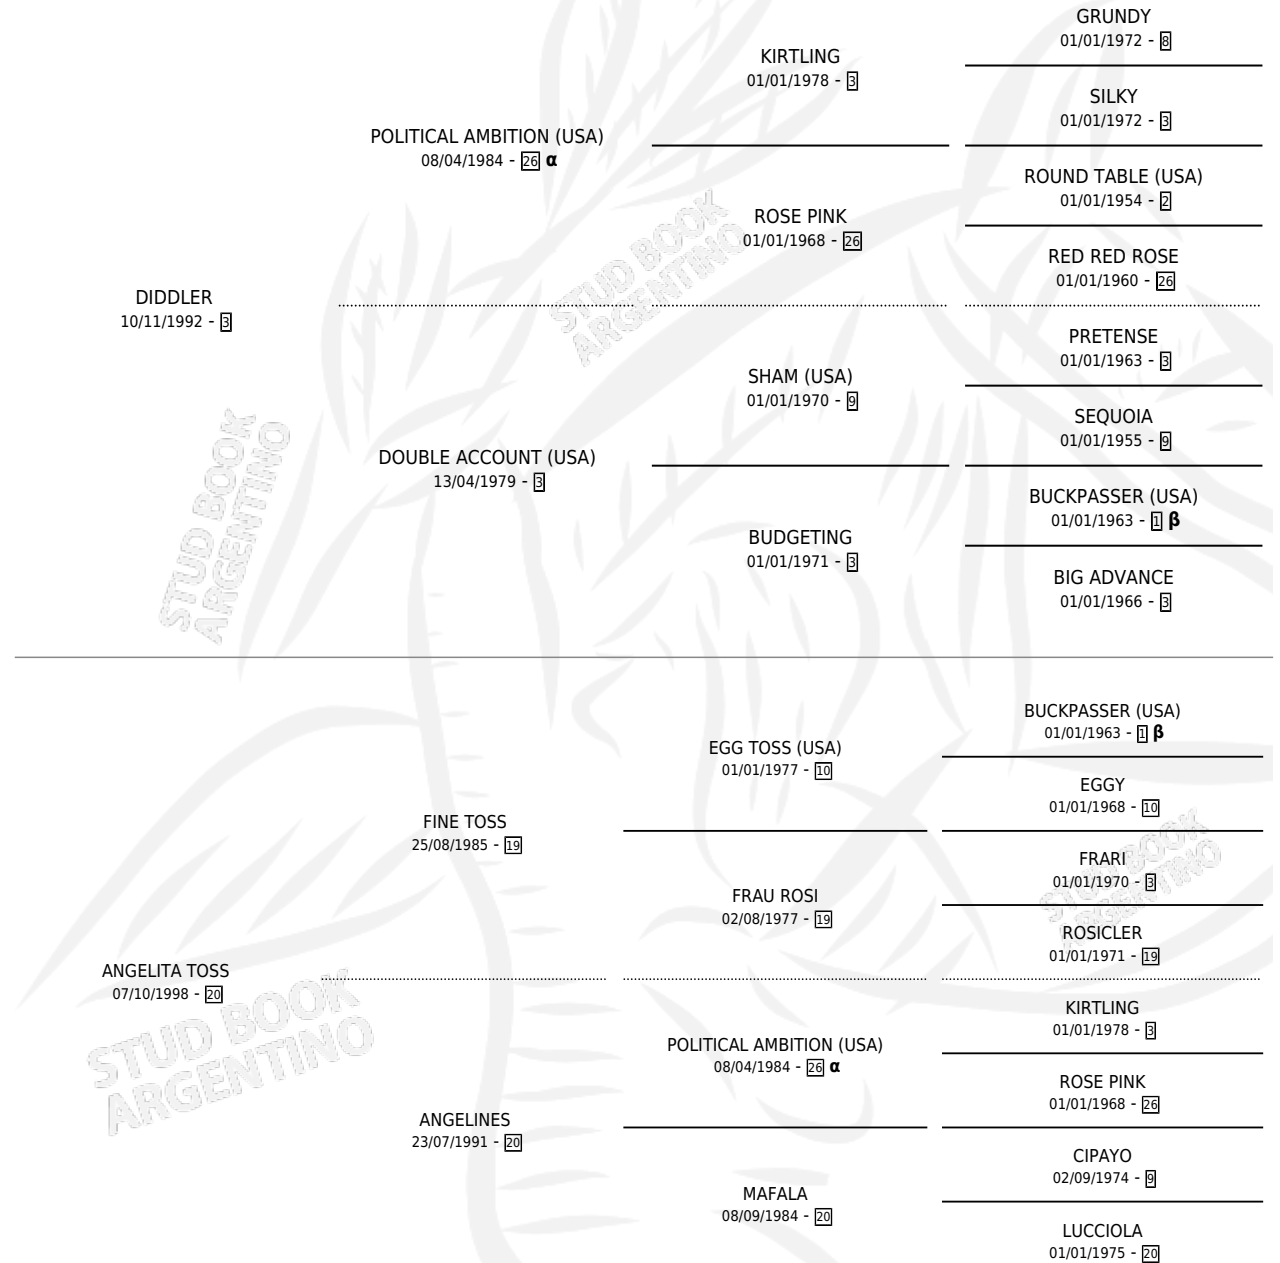 GRUNDY
01/01/1972 - 8
KIRTLING
01/01/1978 - 3
SILKY
01/01/1972 - 3
POLITICAL AMBITION (USA)
08/04/1984 - 26 α
ROUND TABLE (USA)
01/01/1954 - 2
ROSE PINK
01/01/1968 - 26
RED RED ROSE
01/01/1960 - 26
DIDDLER
10/11/1992 - 3
PRETENSE
01/01/1963 - 3
SHAM (USA)
01/01/1970 - 9
SEQUOIA
01/01/1955 - 9
DOUBLE ACCOUNT (USA)
13/04/1979 - 3
BUCKPASSER (USA)
01/01/1963 - 1 β
BUDGETING
01/01/1971 - 3
BIG ADVANCE
01/01/1966 - 3
BUCKPASSER (USA)
01/01/1963 - 1 β
EGG TOSS (USA)
01/01/1977 - 10
EGGY
01/01/1968 - 10
FINE TOSS
25/08/1985 - 19
FRARI
01/01/1970 - 3
FRAU ROSI
02/08/1977 - 19
ROSICLER
01/01/1971 - 19
ANGELITA TOSS
07/10/1998 - 20
KIRTLING
01/01/1978 - 3
POLITICAL AMBITION (USA)
08/04/1984 - 26 α
ROSE PINK
01/01/1968 - 26
ANGELINES
23/07/1991 - 20
CIPAYO
02/09/1974 - 9
MAFALA
08/09/1984 - 20
LUCCIOLA
01/01/1975 - 20
STUD BOOK
ARGENTINO
STUD BOOK
ARGENTINO
STUD BOOK
ARGENTINO
STUD BOOK
ARGENTINO